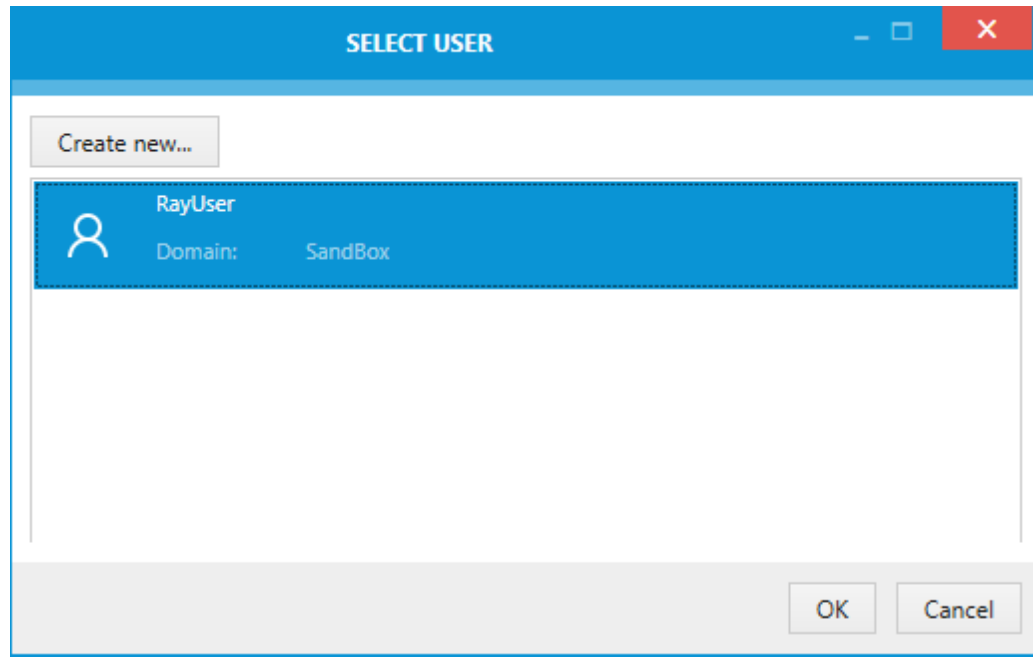 SELECT USER
Create new...
RayUser
Domain: SandBox
OK Cancel